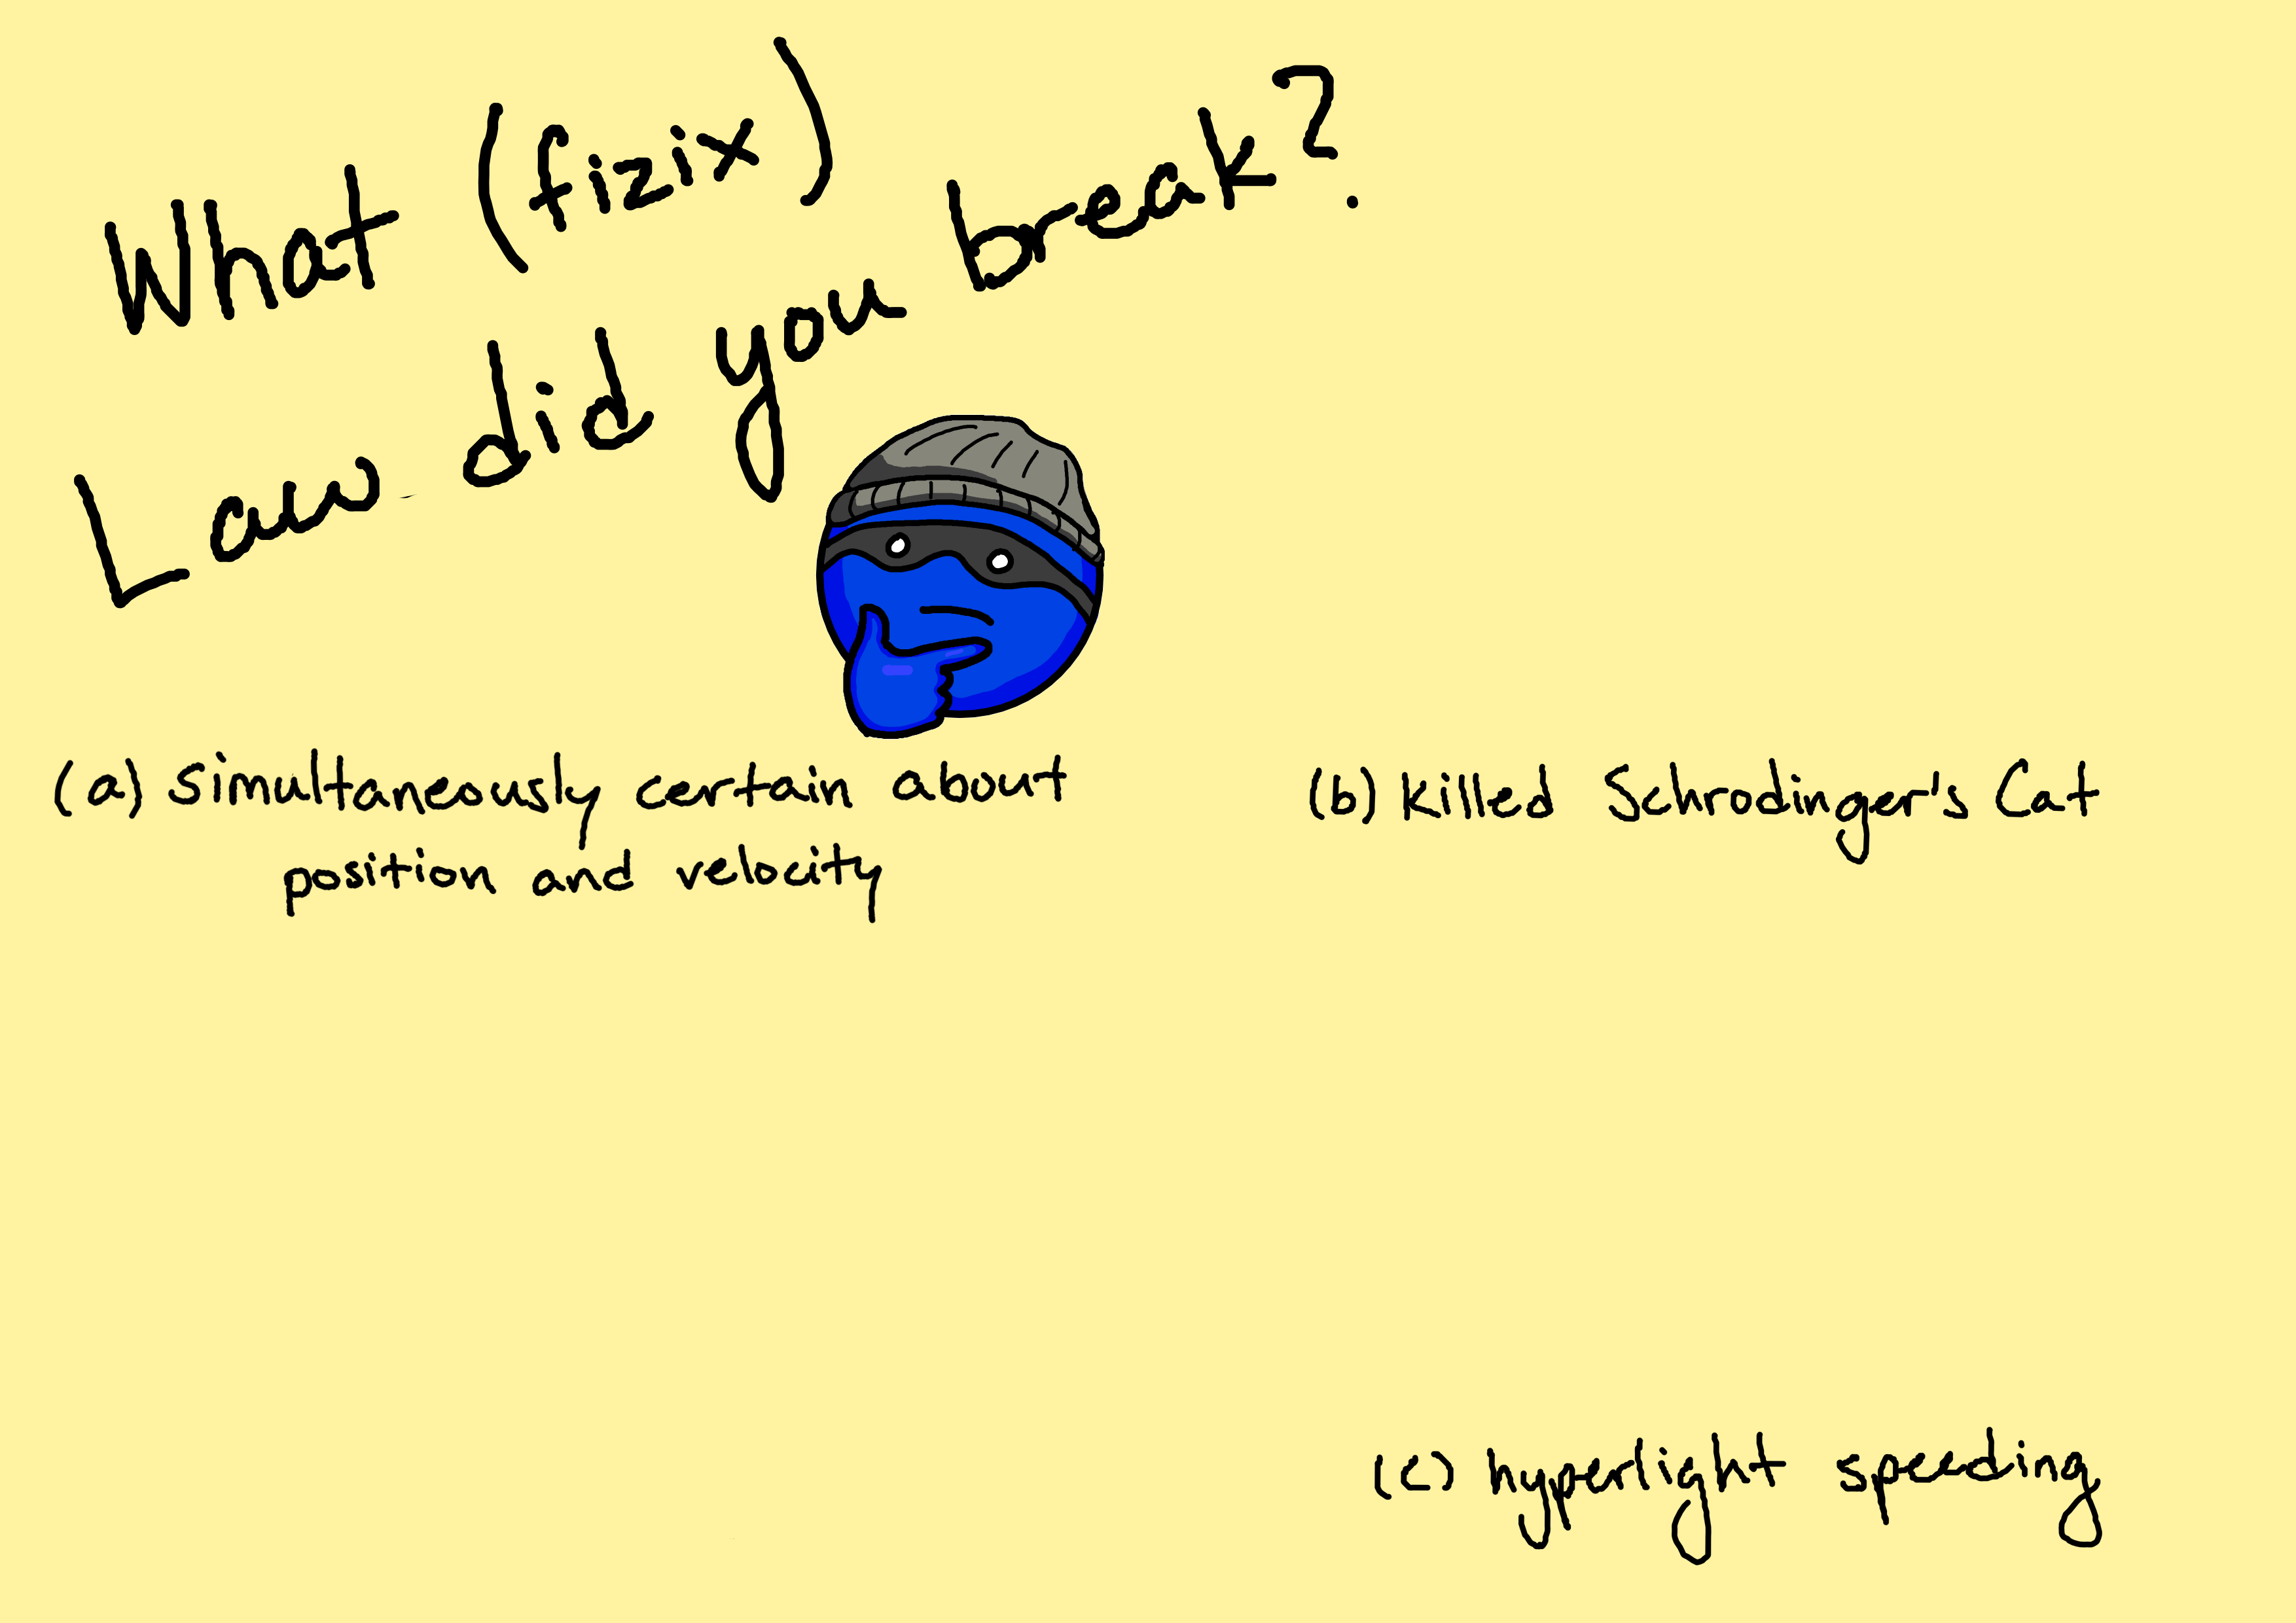 What (fizix)
Law did you break?
(a) Simultaneously certain about
position and velocity
(b) Killed Schrodinger's Cat
(c) hyperlight speeding